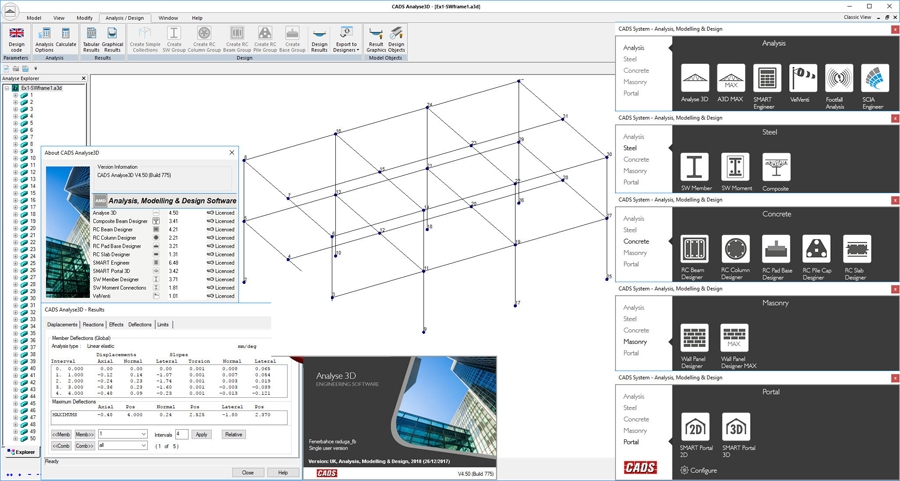 CADS Analyse3D - [Ex1-SWframe1.a3d]
Model View Modify Analysis / Design Window Help
Classic View
Design code
Analysis Options
Calculate
Tabular Results
Graphical Results
Create Simple Collections
Create SW Group
Create RC Column Group
Create RC Beam Group
Create RC Pile Group
Create Base Group
Design Results
Export to Designers
Result Graphics
Design Objects
Parameters Analysis Results Design Model Objects
Analyse Explorer
Ex1-SWframe1.a3d
1
2
3
4
5
6
7
8
9
10
11
12
13
14
15
16
17
18
19
20
21
22
23
24
25
26
27
28
29
30
31
32
33
34
35
36
37
38
39
40
41
42
43
44
45
46
47
48
49
50
Explorer
About CADS Analyse3D
Version Information
CADS Analyse3D V4.50 (Build 775)
AMD Analysis, Modelling & Design Software
Analyse 3D 4.50 Licensed
Composite Beam Designer 3.41 Licensed
RC Beam Designer 4.21 Licensed
RC Column Designer 2.21 Licensed
RC Pad Base Designer 3.21 Licensed
RC Slab Designer 1.31 Licensed
SMART Engineer 6.48 Licensed
SMART Portal 3D 3.42 Licensed
SW Member Designer 3.71 Licensed
SW Moment Connections 1.81 Licensed
VelVenti 1.01 Licensed
CADS Analyse3D - Results
Displacements Reactions Effects Deflections Limits
Member Deflections (Global)
Analysis type : Linear elastic mm/deg
Displacements Slopes
Interval Axial Normal Lateral Torsion Normal Lateral
0. 0.000 0.00 0.00 0.00 0.001 0.008 0.065
1. 1.000 -0.12 0.14 -1.07 0.001 0.007 0.054
2. 2.000 -0.24 0.23 -1.74 0.001 0.003 0.019
3. 3.000 -0.36 0.23 -1.60 0.001 -0.003 -0.039
4. 4.000 -0.48 0.09 -0.23 0.001 -0.013 -0.121
Maximum Deflections
Axial Pos Normal Pos Lateral Pos
MAXIMUMS -0.48 4.000 0.24 2.525 -1.80 2.370
<<Memb Memb>> 1 Intervals 4 Apply Relative
<<Comb Comb>> all ( 1 of 5 )
Ready
Close Help
Analyse 3D
ENGINEERING SOFTWARE
Fenerbahce raduga_fk
Single user version
Version: UK, Analysis, Modelling & Design, 2018 (26/12/2017)
CADS
V4.50 (Build 775)
CADS System - Analysis, Modelling & Design
Analysis
Steel
Concrete
Masonry
Portal
Analysis
Analyse 3D
A3D MAX
SMART Engineer
VelVenti
Footfall Analysis
SCIA Engineer
CADS System - Analysis, Modelling & Design
Analysis
Steel
Concrete
Masonry
Portal
Steel
SW Member
SW Moment
Composite
CADS System - Analysis, Modelling & Design
Analysis
Steel
Concrete
Masonry
Portal
Concrete
RC Beam Designer
RC Column Designer
RC Pad Base Designer
RC Pile Cap Designer
RC Slab Designer
CADS System - Analysis, Modelling & Design
Analysis
Steel
Concrete
Masonry
Portal
Masonry
Wall Panel Designer
MAX
Wall Panel Designer MAX
CADS System - Analysis, Modelling & Design
Analysis
Steel
Concrete
Masonry
Portal
Portal
2D
3D
SMART Portal 2D
SMART Portal 3D
CADS
Configure